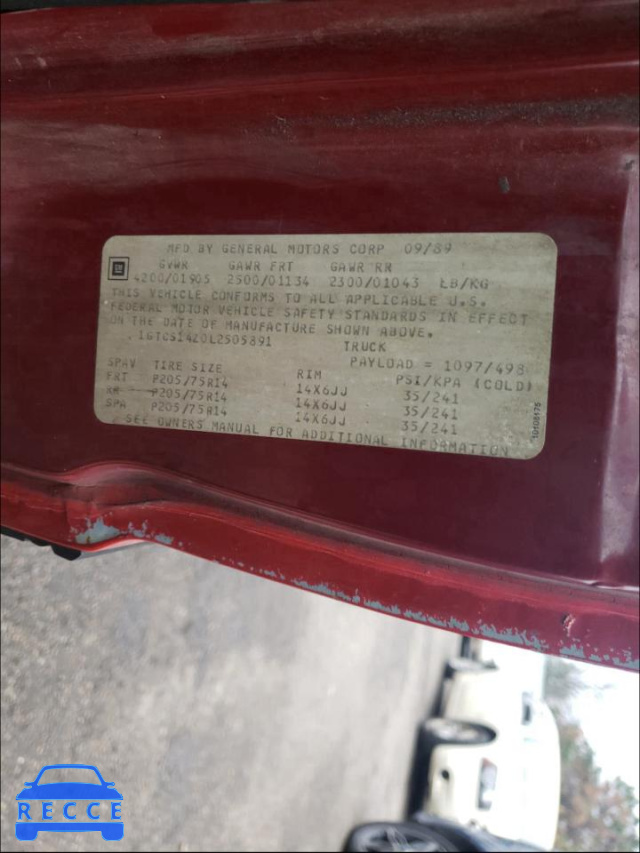 MFD BY GENERAL MOTORS CORP 09/89
GM
GVWR GAWR FRT GAWR RR
4200/01905 2500/01134 2300/01043 LB/KG
THIS VEHICLE CONFORMS TO ALL APPLICABLE U.S.
FEDERAL MOTOR VEHICLE SAFETY STANDARDS IN EFFECT
ON THE DATE OF MANUFACTURE SHOWN ABOVE.
1GTCS14Z0L2505891 TRUCK
PAYLOAD = 1097/498
SPAV TIRE SIZE RIM PSI/KPA (COLD)
FRT P205/75R14 14X6JJ 35/241
RR P205/75R14 14X6JJ 35/241
SPA P205/75R14 14X6JJ 35/241
SEE OWNERS MANUAL FOR ADDITIONAL INFORMATION
RECCE